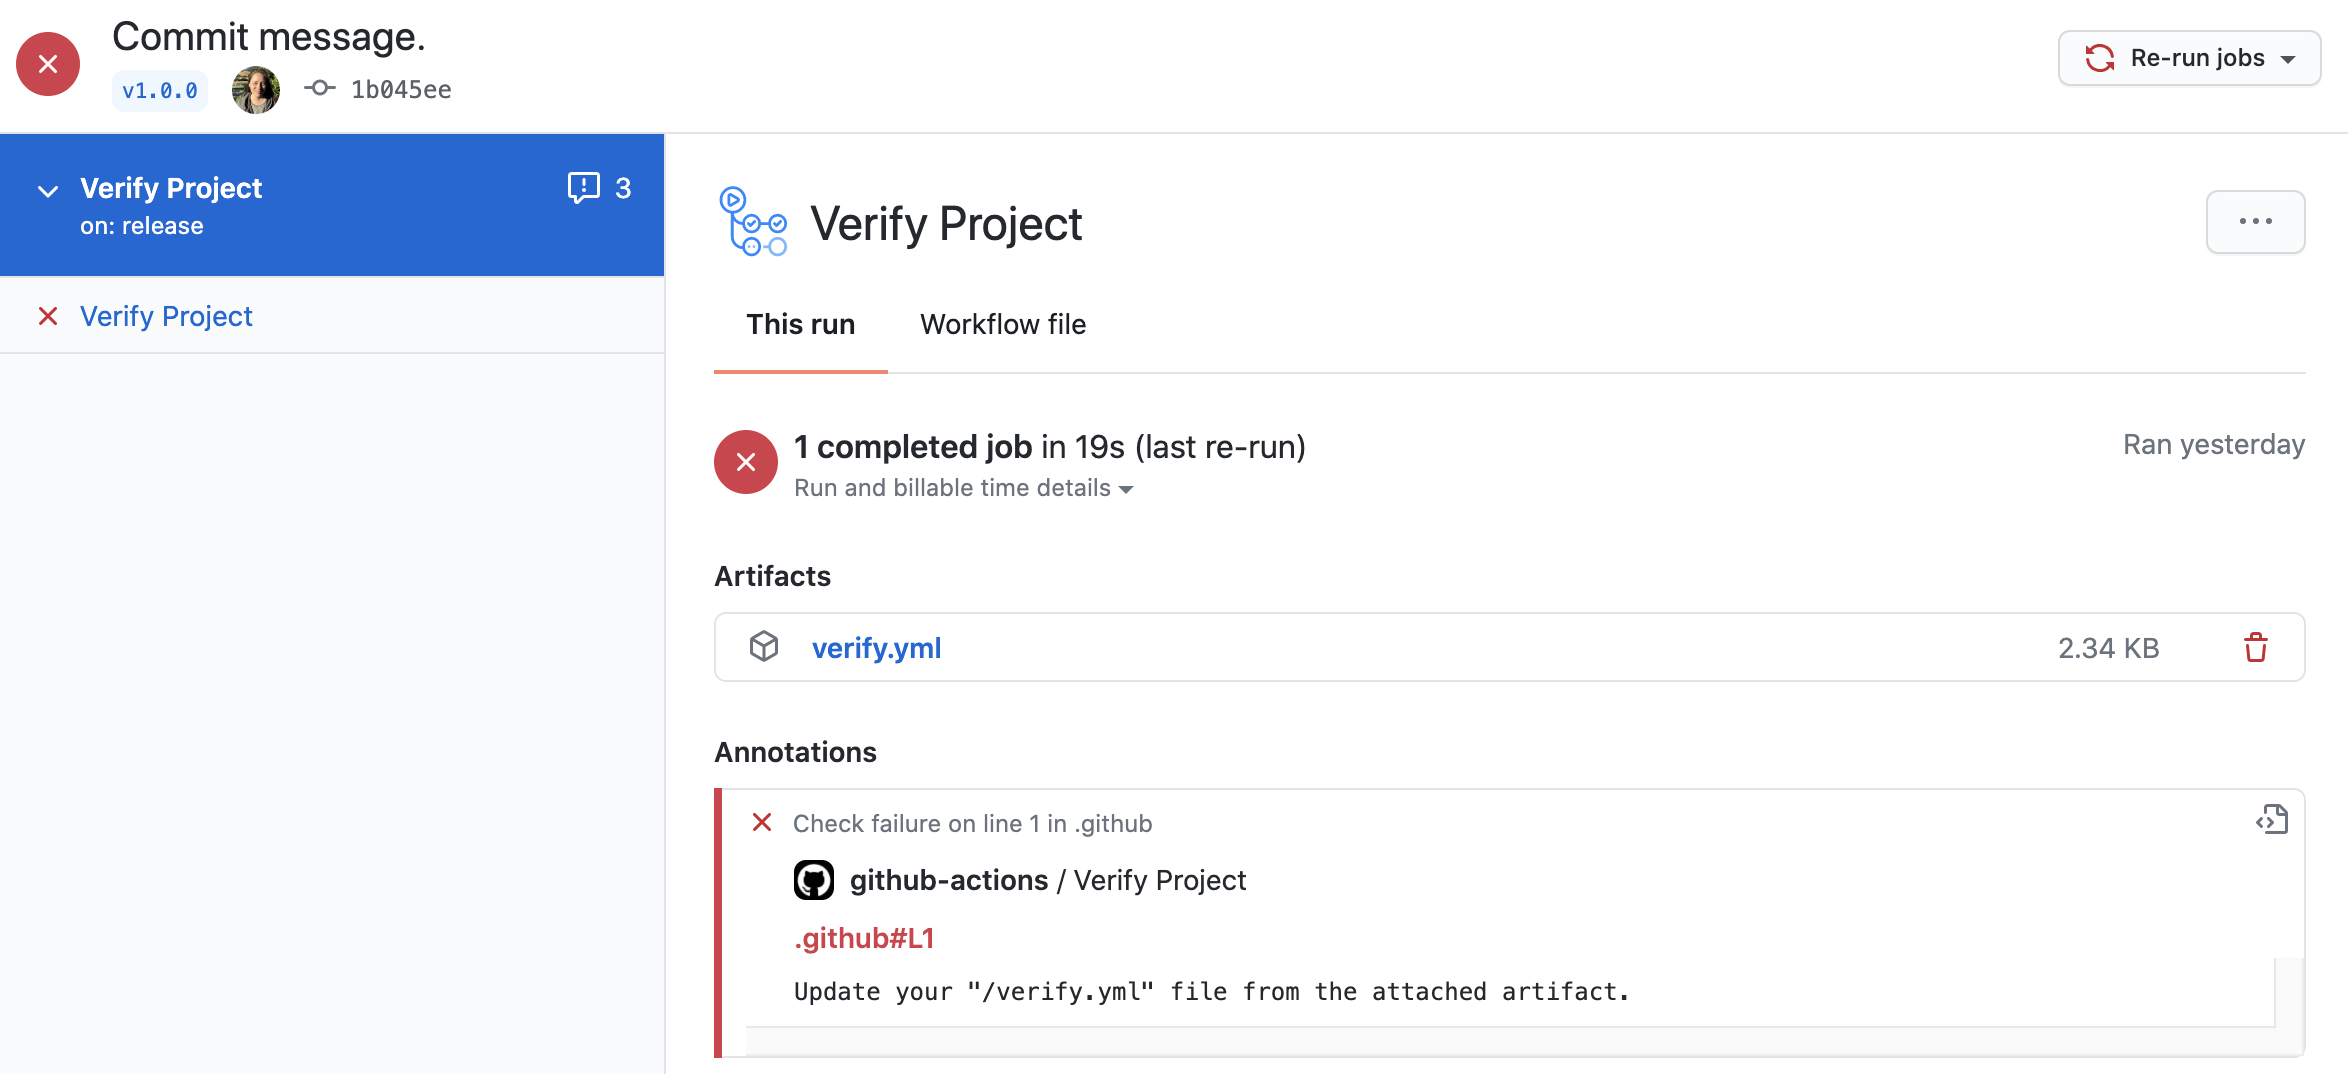 Commit message.
v1.0.0 1b045ee
Re-run jobs
Verify Project 3
on: release
Verify Project
Verify Project
This run Workflow file
1 completed job in 19s (last re-run)
Ran yesterday
Run and billable time details
Artifacts
verify.yml 2.34 KB
Annotations
Check failure on line 1 in .github
github-actions / Verify Project
.github#L1
Update your "/verify.yml" file from the attached artifact.